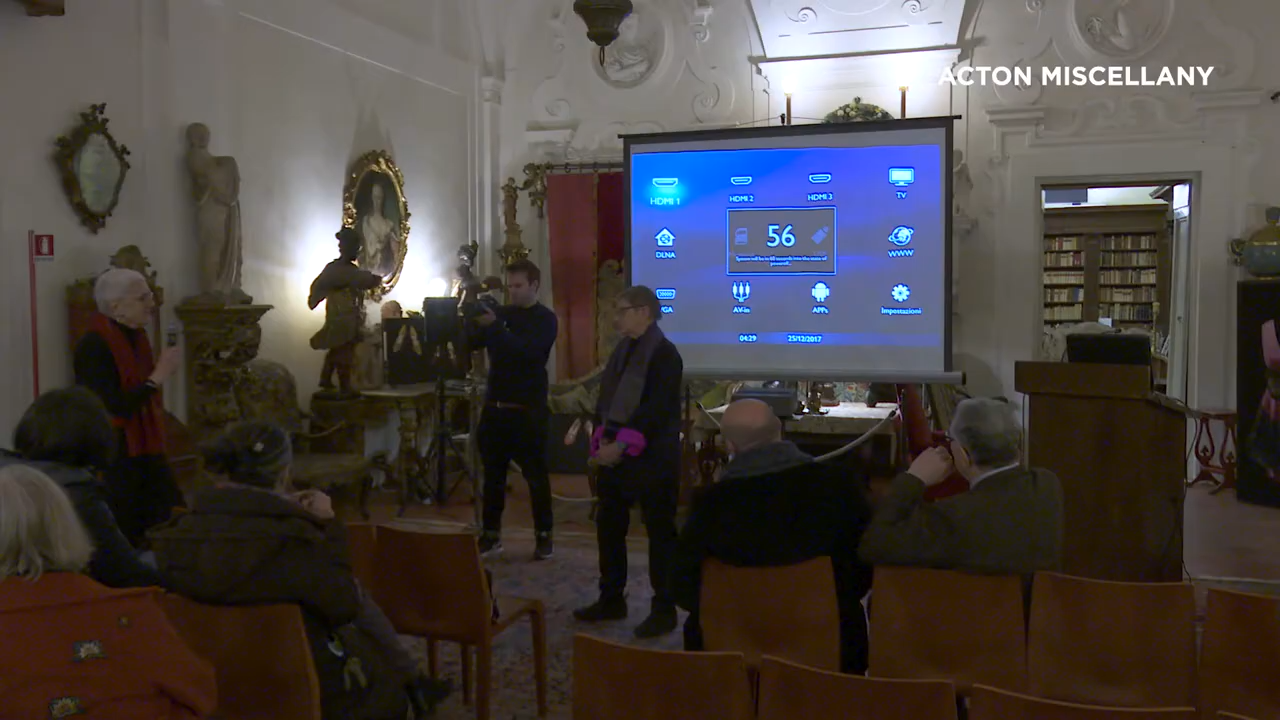 ACTON MISCELLANY
HDMI 1
HDMI 2
HDMI 3
TV
DLNA
56
WWW
VGA
AV-in
APPs
Impostazioni
04:29
25/12/2017